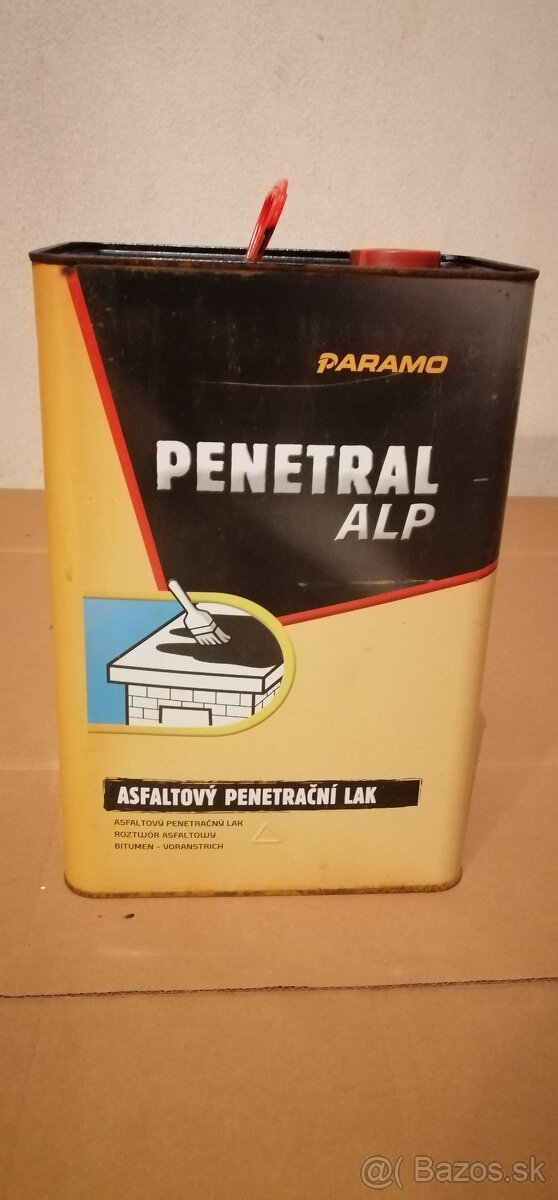 PARAMO
PENETRAL
ALP
ASFALTOVÝ PENETRAČNÍ LAK
ASFALTOVÝ PENETRAČNÝ LAK
ROZTWÓR ASFALTOWY
BITUMEN - VORANSTRICH
@( Bazos.sk